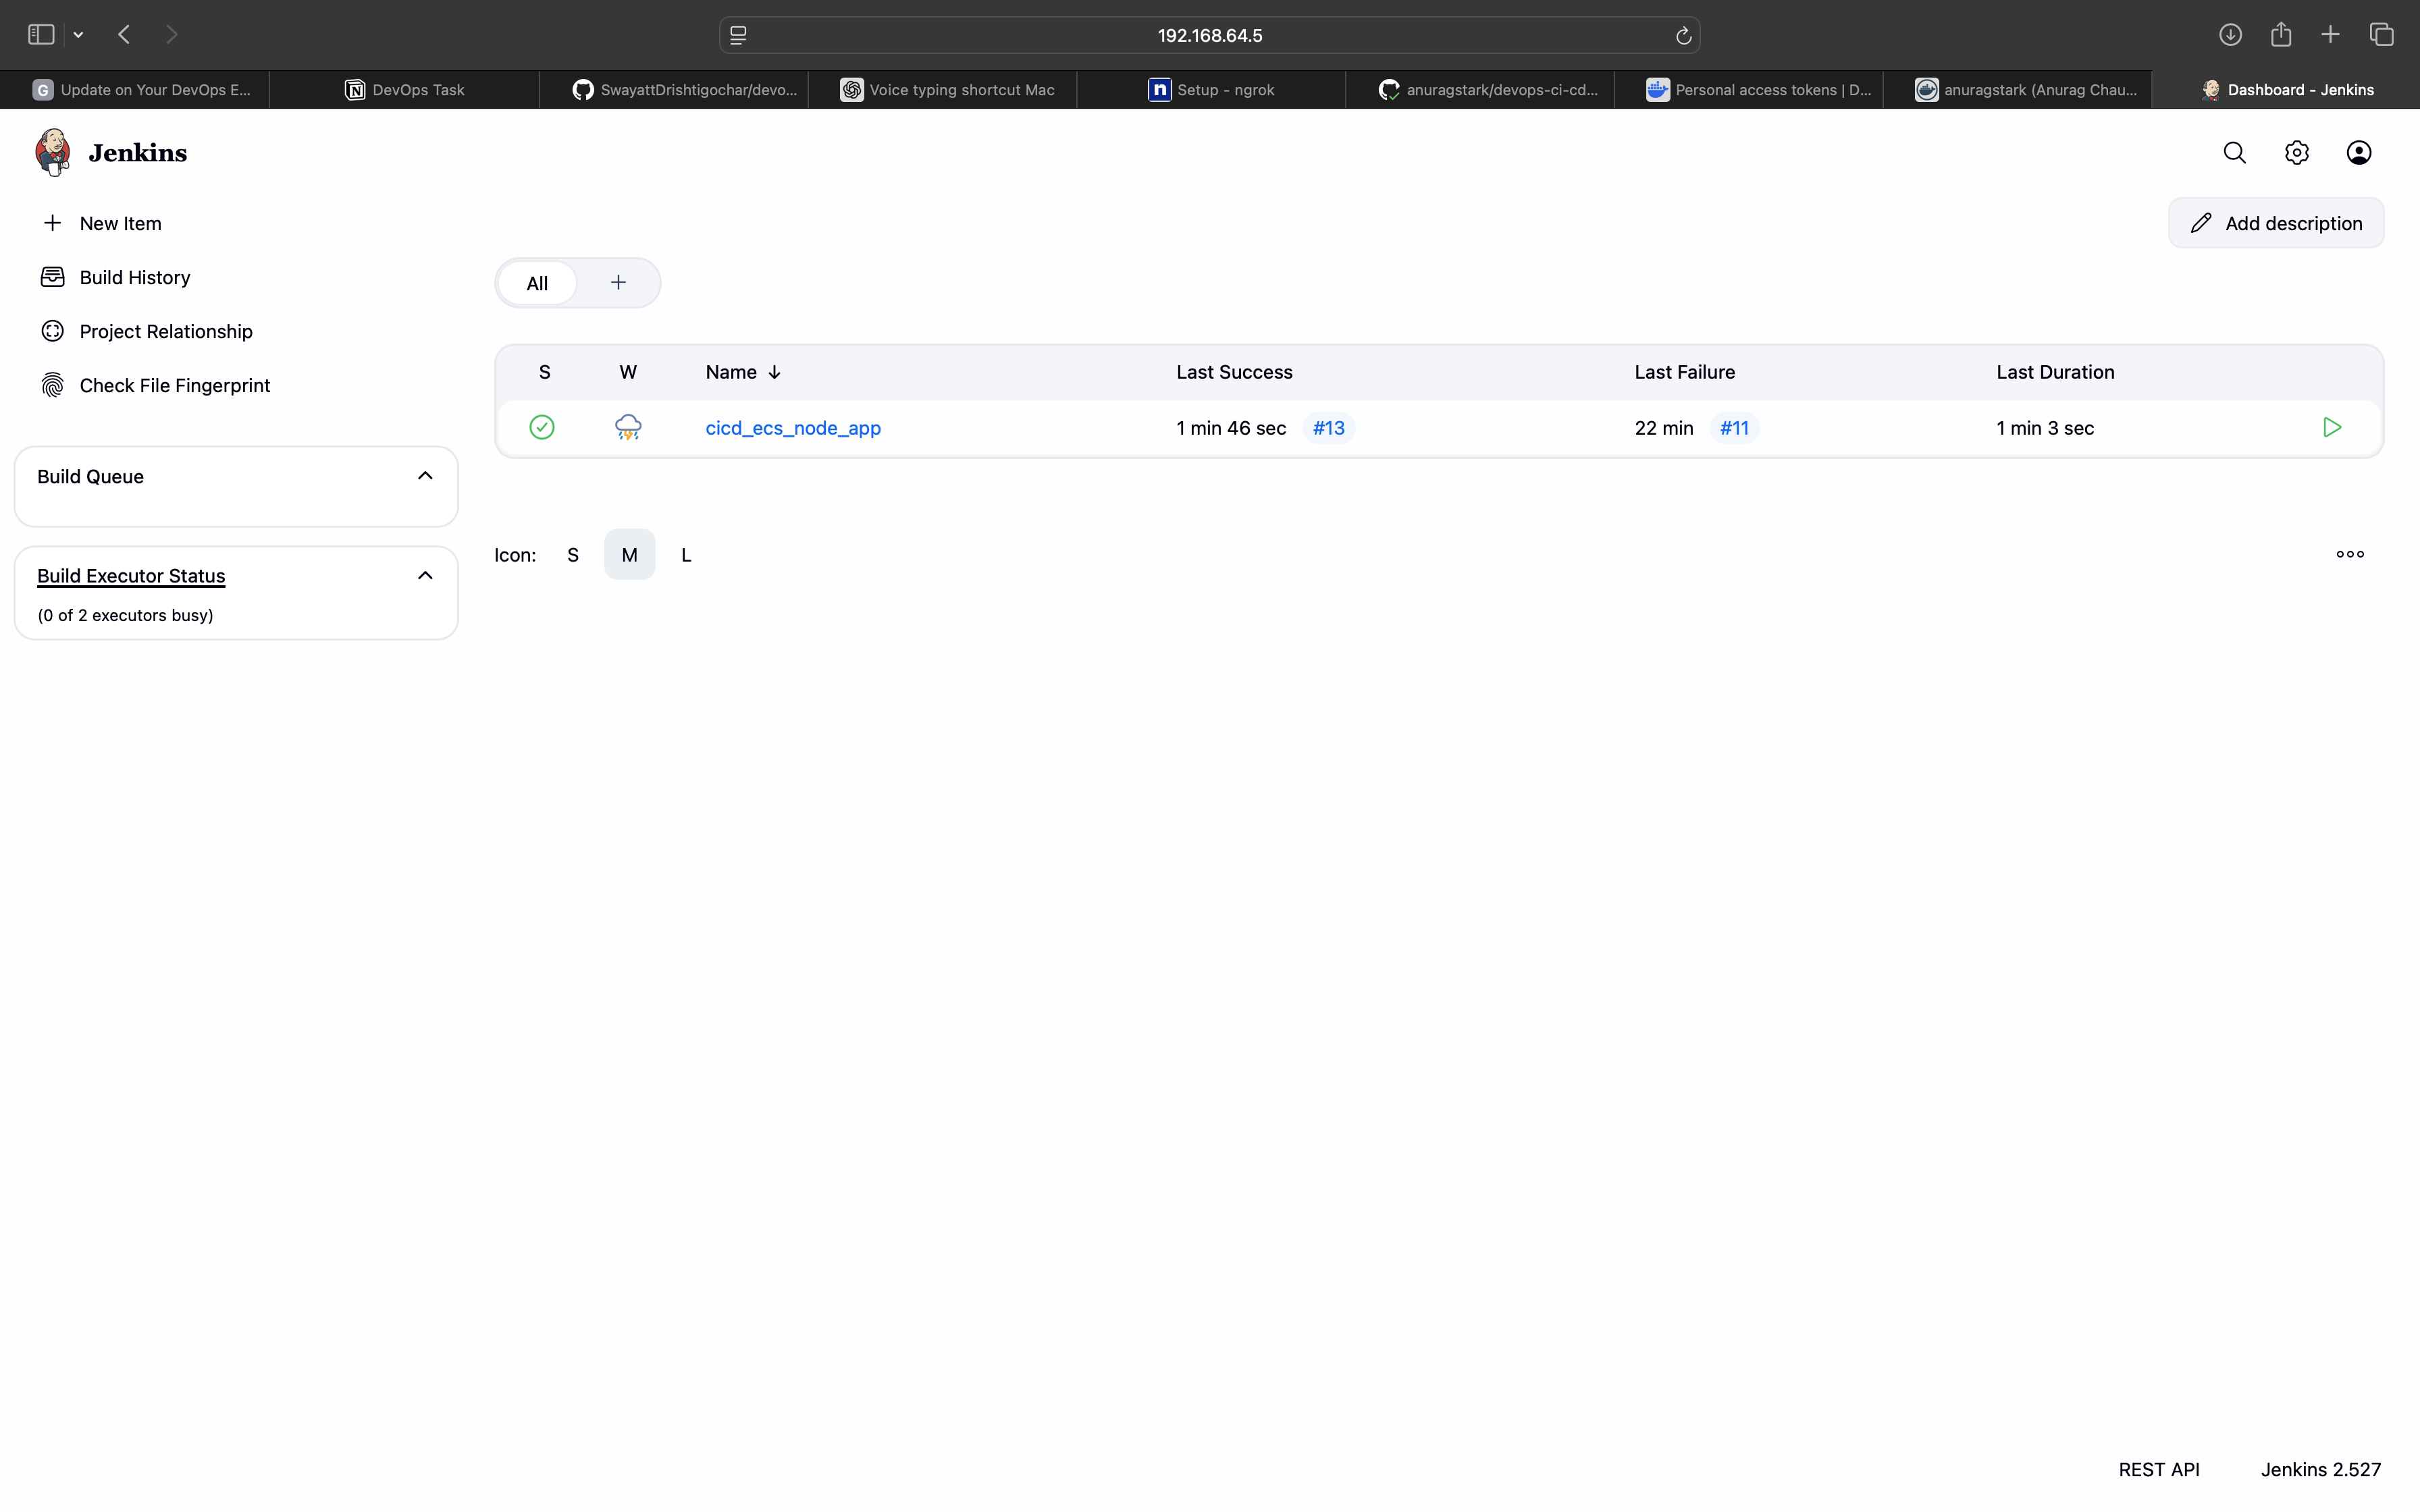 192.168.64.5
G Update on Your DevOps E...
DevOps Task
SwayattDrishtigochar/devo...
Voice typing shortcut Mac
n Setup - ngrok
anuragstark/devops-ci-cd...
Personal access tokens | D...
anuragstark (Anurag Chau...
Dashboard - Jenkins
Jenkins
New Item
Add description
Build History
All +
Project Relationship
Check File Fingerprint
S W Name ↓ Last Success Last Failure Last Duration
cicd_ecs_node_app 1 min 46 sec #13 22 min #11 1 min 3 sec
Build Queue
Icon: S M L
Build Executor Status
(0 of 2 executors busy)
REST API Jenkins 2.527